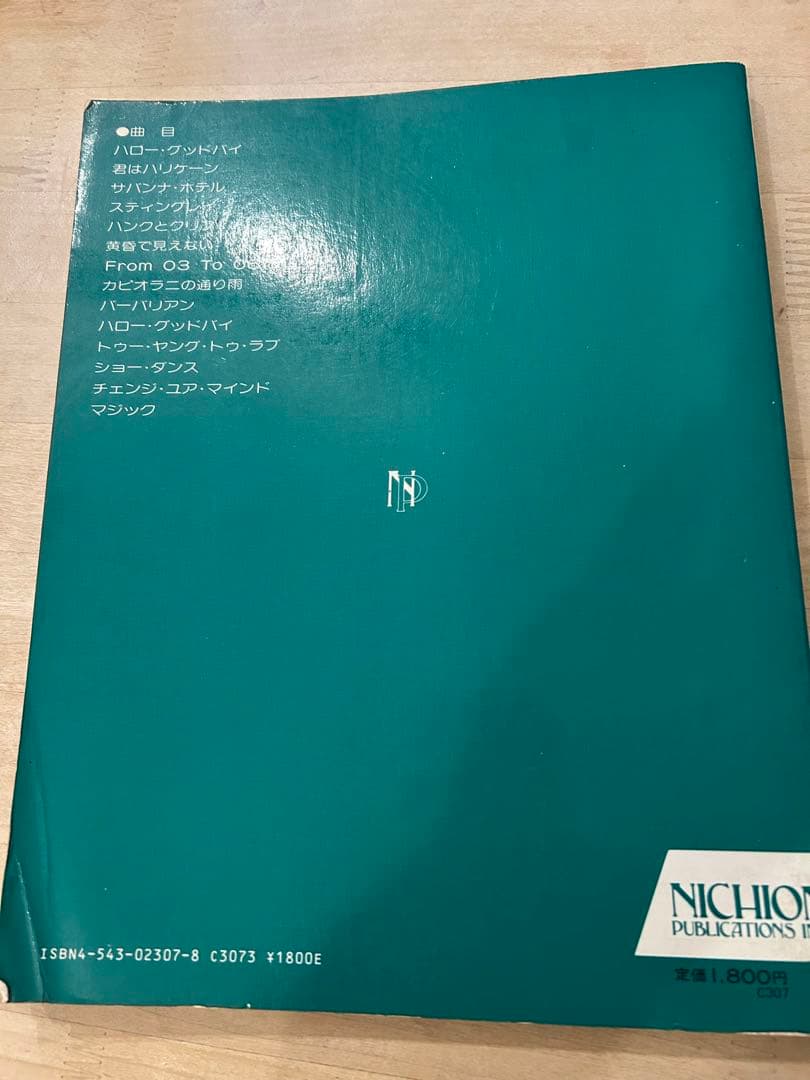 ●曲 目
ハロー・グッドバイ
君はハリケーン
サバンナ・ホテル
スティングレイ
ハンクとクリフ
黄昏で見えない
From 03 To
カピオラニの通り雨
バーバリアン
ハロー・グッドバイ
トゥー・ヤング・トゥ・ラブ
ショー・ダンス
チェンジ・ユア・マインド
マジック
NP
NICHION
PUBLICATIONS IN
ISBN4-543-02307-8 C3073 ¥1800E
定価1,800円
C307